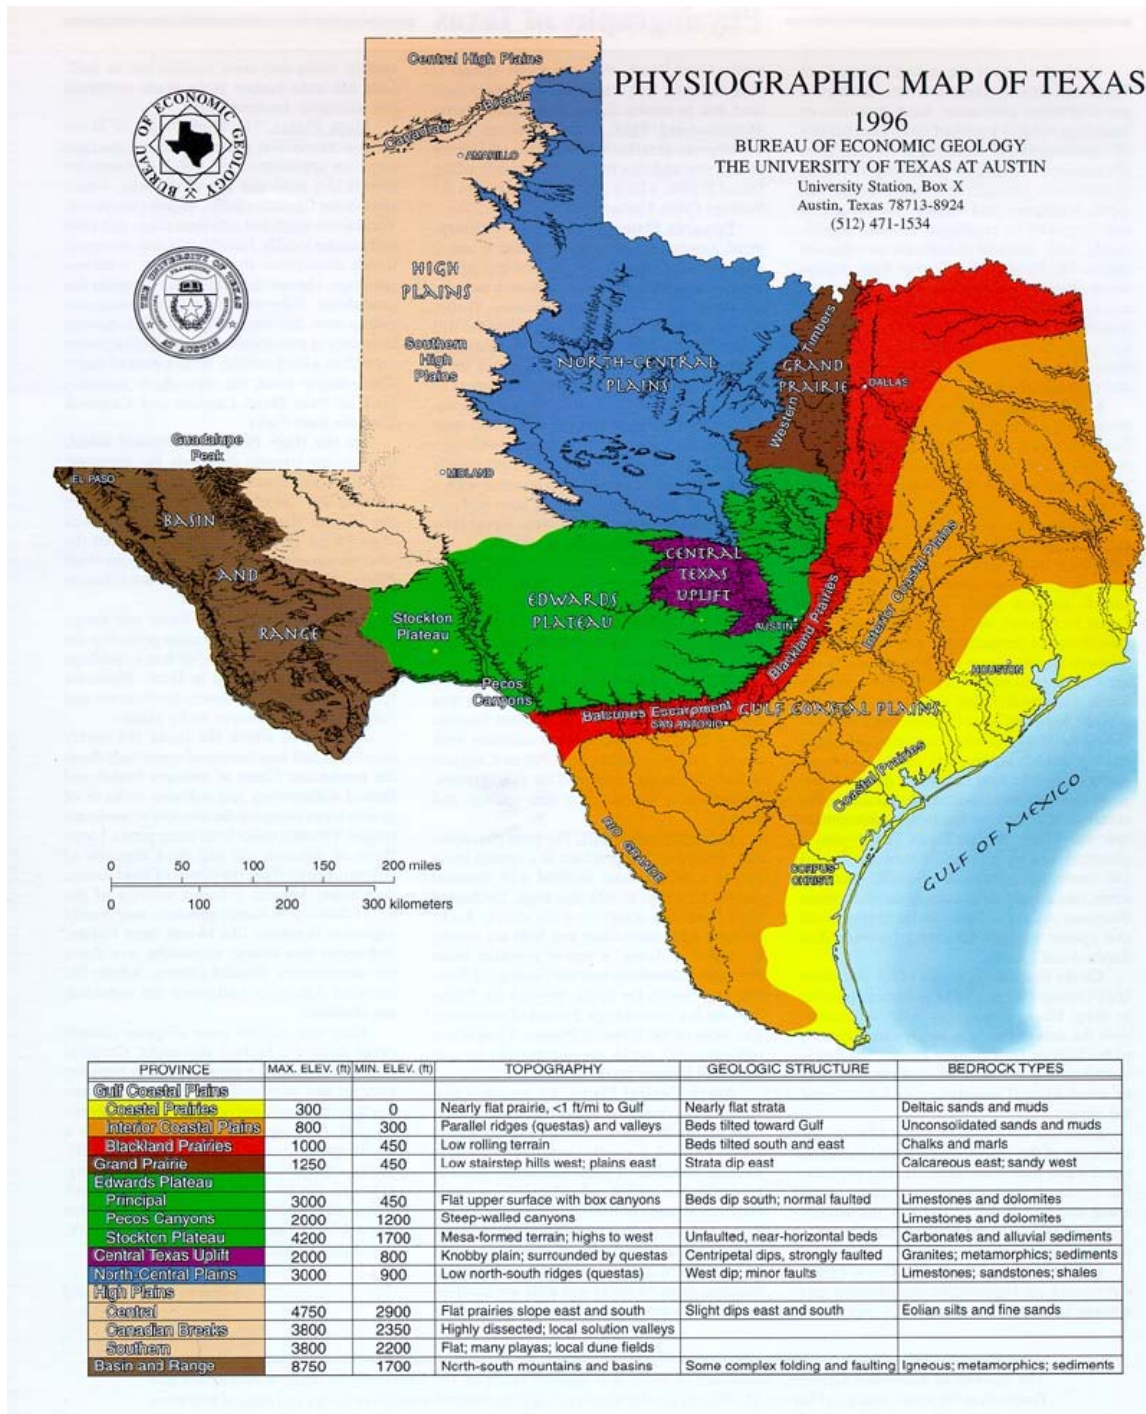 PHYSIOGRAPHIC MAP OF TEXAS
1996
BUREAU OF ECONOMIC GEOLOGY
THE UNIVERSITY OF TEXAS AT AUSTIN
University Station, Box X
Austin, Texas 78713-8924
(512) 471-1534
BUREAU OF ECONOMIC GEOLOGY
THE UNIVERSITY OF TEXAS
Central High Plains
Canadian Breaks
AMARILLO
HIGH
PLAINS
Southern
High
Plains
NORTH-CENTRAL
PLAINS
Western Timbers
GRAND
PRAIRIE
DALLAS
Guadalupe
Peak
EL PASO
MIDLAND
BASIN
AND
RANGE
CENTRAL
TEXAS
UPLIFT
EDWARDS
PLATEAU
Stockton
Plateau
AUSTIN
Blackland Prairies
Interior Coastal Plains
HOUSTON
Pecos
Canyons
Balcones Escarpment
SAN ANTONIO
GULF COASTAL PLAINS
Coastal Prairies
RIO GRANDE
GULF OF MEXICO
CORPUS
CHRISTI
0 50 100 150 200 miles
0 100 200 300 kilometers
PROVINCE MAX. ELEV. (ft) MIN. ELEV. (ft) TOPOGRAPHY GEOLOGIC STRUCTURE BEDROCK TYPES
Gulf Coastal Plains
Coastal Prairies 300 0 Nearly flat prairie, <1 ft/mi to Gulf Nearly flat strata Deltaic sands and muds
Interior Coastal Plains 800 300 Parallel ridges (questas) and valleys Beds tilted toward Gulf Unconsolidated sands and muds
Blackland Prairies 1000 450 Low rolling terrain Beds tilted south and east Chalks and marls
Grand Prairie 1250 450 Low stairstep hills west; plains east Strata dip east Calcareous east; sandy west
Edwards Plateau
Principal 3000 450 Flat upper surface with box canyons Beds dip south; normal faulted Limestones and dolomites
Pecos Canyons 2000 1200 Steep-walled canyons Limestones and dolomites
Stockton Plateau 4200 1700 Mesa-formed terrain; highs to west Unfaulted, near-horizontal beds Carbonates and alluvial sediments
Central Texas Uplift 2000 800 Knobby plain; surrounded by questas Centripetal dips, strongly faulted Granites; metamorphics; sediments
North-Central Plains 3000 900 Low north-south ridges (questas) West dip; minor faults Limestones; sandstones; shales
High Plains
Central 4750 2900 Flat prairies slope east and south Slight dips east and south Eolian silts and fine sands
Canadian Breaks 3800 2350 Highly dissected; local solution valleys
Southern 3800 2200 Flat; many playas; local dune fields
Basin and Range 8750 1700 North-south mountains and basins Some complex folding and faulting Igneous; metamorphics; sediments